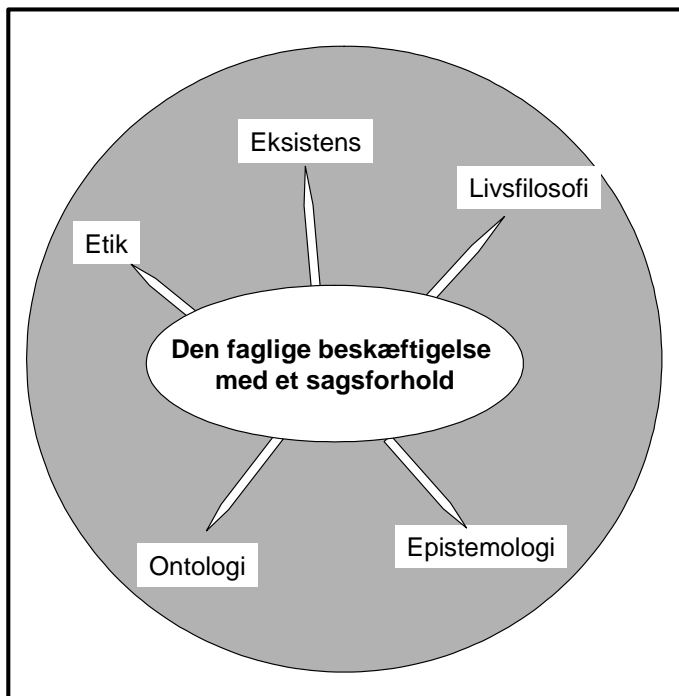 Eksistens
Livsfilosofi
Etik
Den faglige beskæftigelse
med et sagsforhold
Epistemologi
Ontologi